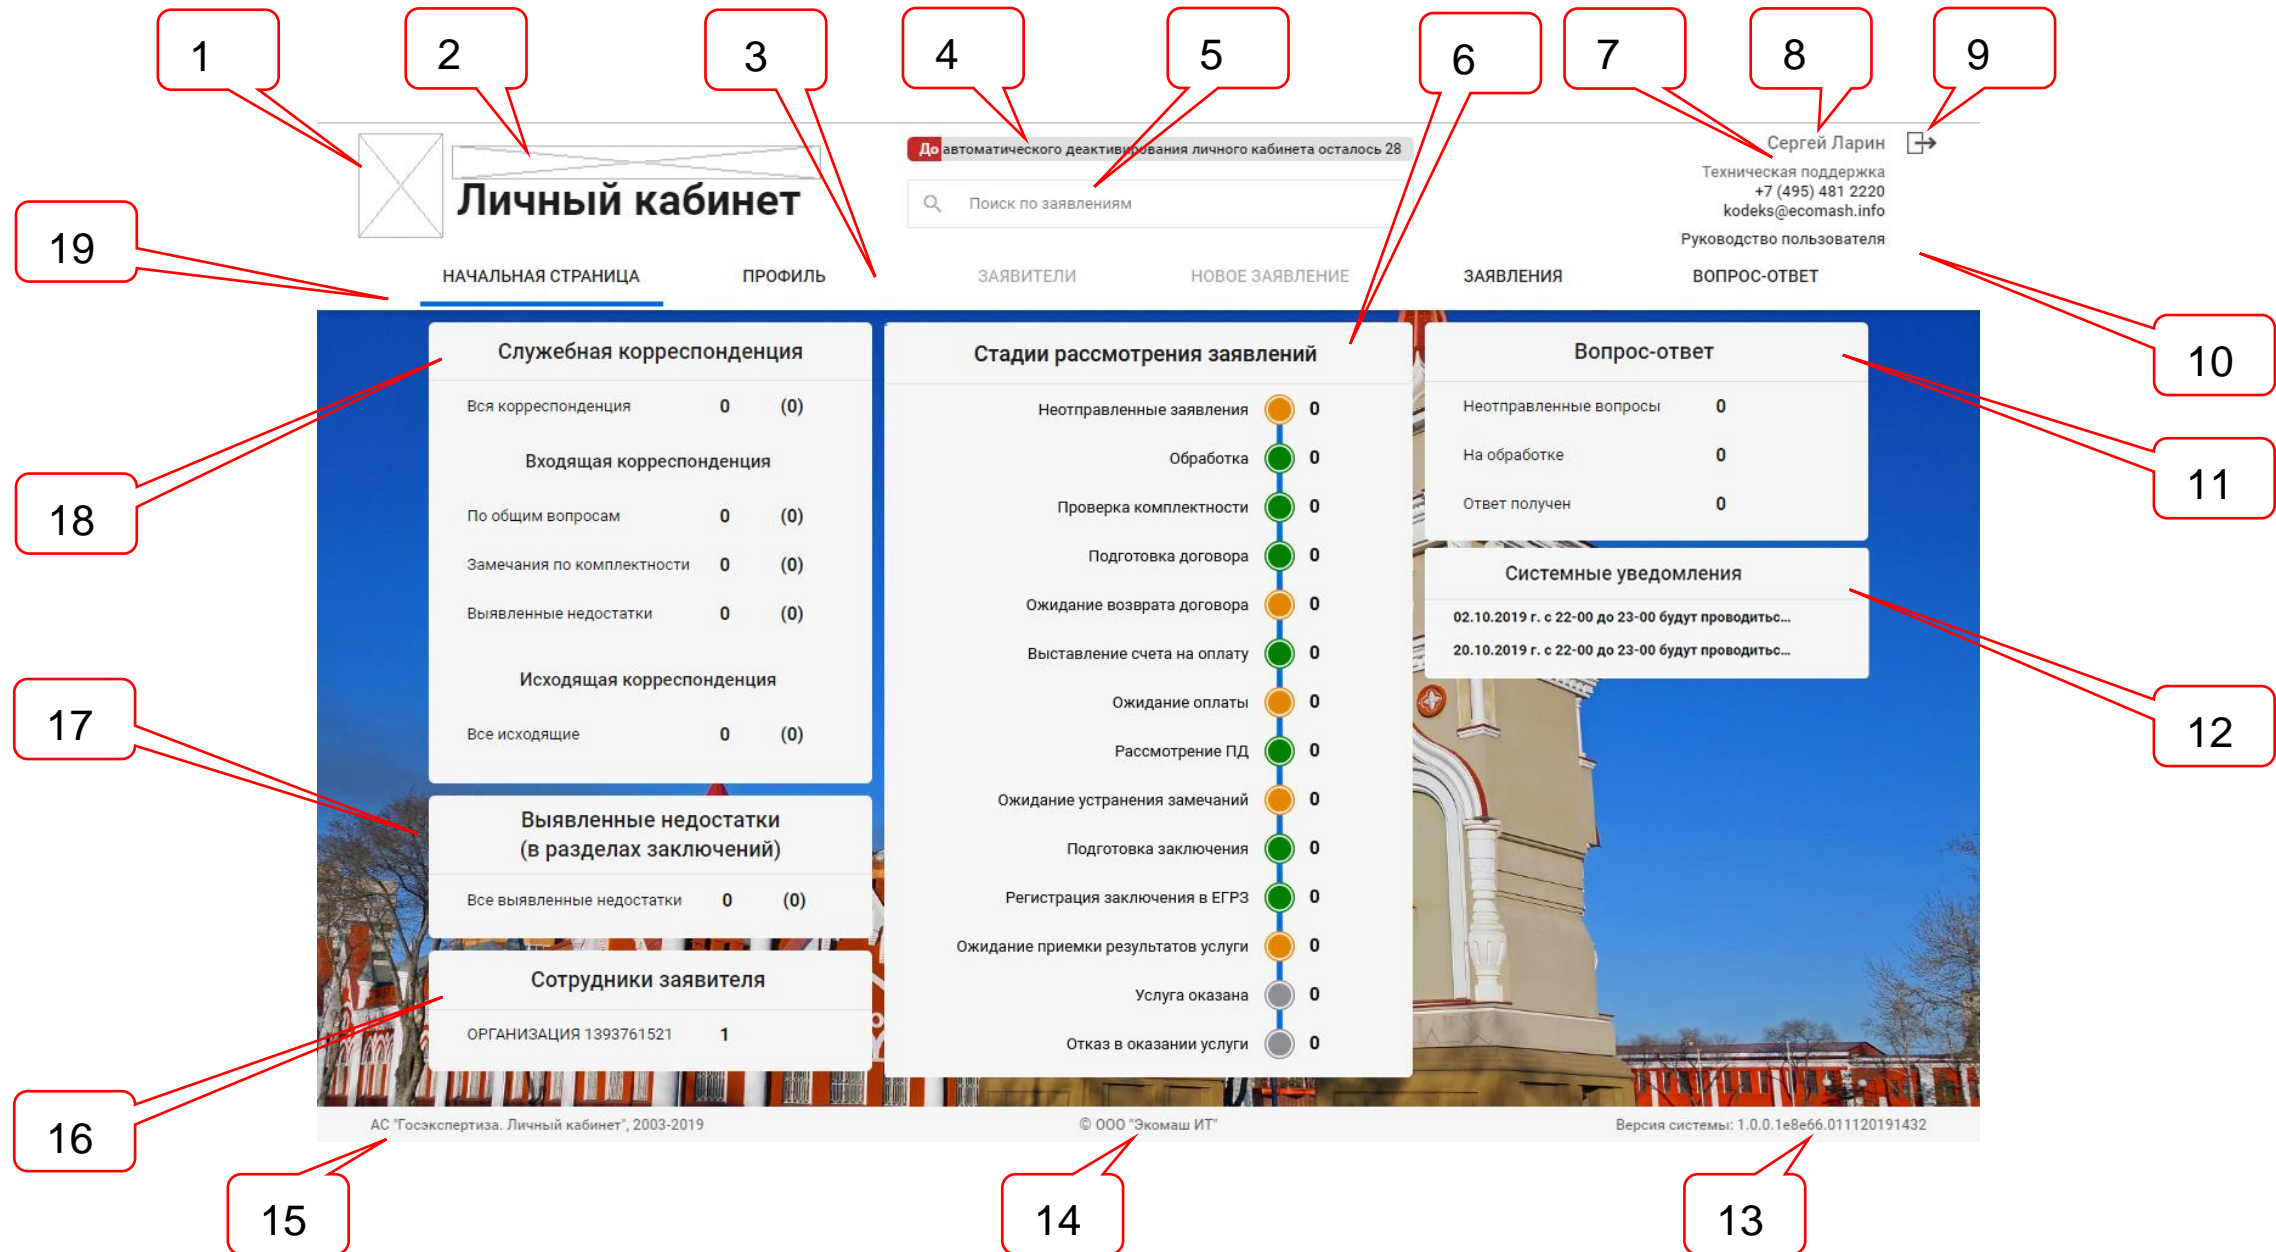 1
2
3
4
5
6
7
8
9
До автоматического деактивирования личного кабинета осталось 28
Сергей Ларин
Личный кабинет
Поиск по заявлениям
Техническая поддержка
+7 (495) 481 2220
kodeks@ecomash.info
Руководство пользователя
19
НАЧАЛЬНАЯ СТРАНИЦА
ПРОФИЛЬ
ЗАЯВИТЕЛИ
НОВОЕ ЗАЯВЛЕНИЕ
ЗАЯВЛЕНИЯ
ВОПРОС-ОТВЕТ
10
Служебная корреспонденция
Вся корреспонденция 0 (0)
Входящая корреспонденция
По общим вопросам 0 (0)
Замечания по комплектности 0 (0)
Выявленные недостатки 0 (0)
Исходящая корреспонденция
Все исходящие 0 (0)
18
17
Выявленные недостатки
(в разделах заключений)
Все выявленные недостатки 0 (0)
Сотрудники заявителя
ОРГАНИЗАЦИЯ 1393761521 1
16
Стадии рассмотрения заявлений
Неотправленные заявления 0
Обработка 0
Проверка комплектности 0
Подготовка договора 0
Ожидание возврата договора 0
Выставление счета на оплату 0
Ожидание оплаты 0
Рассмотрение ПД 0
Ожидание устранения замечаний 0
Подготовка заключения 0
Регистрация заключения в ЕГРЗ 0
Ожидание приемки результатов услуги 0
Услуга оказана 0
Отказ в оказании услуги 0
Вопрос-ответ
Неотправленные вопросы 0
На обработке 0
Ответ получен 0
11
Системные уведомления
02.10.2019 г. с 22-00 до 23-00 будут проводитьс...
20.10.2019 г. с 22-00 до 23-00 будут проводитьс...
12
АС "Госэкспертиза. Личный кабинет", 2003-2019
© ООО "Экомаш ИТ"
Версия системы: 1.0.0.1e8e66.011120191432
15
14
13